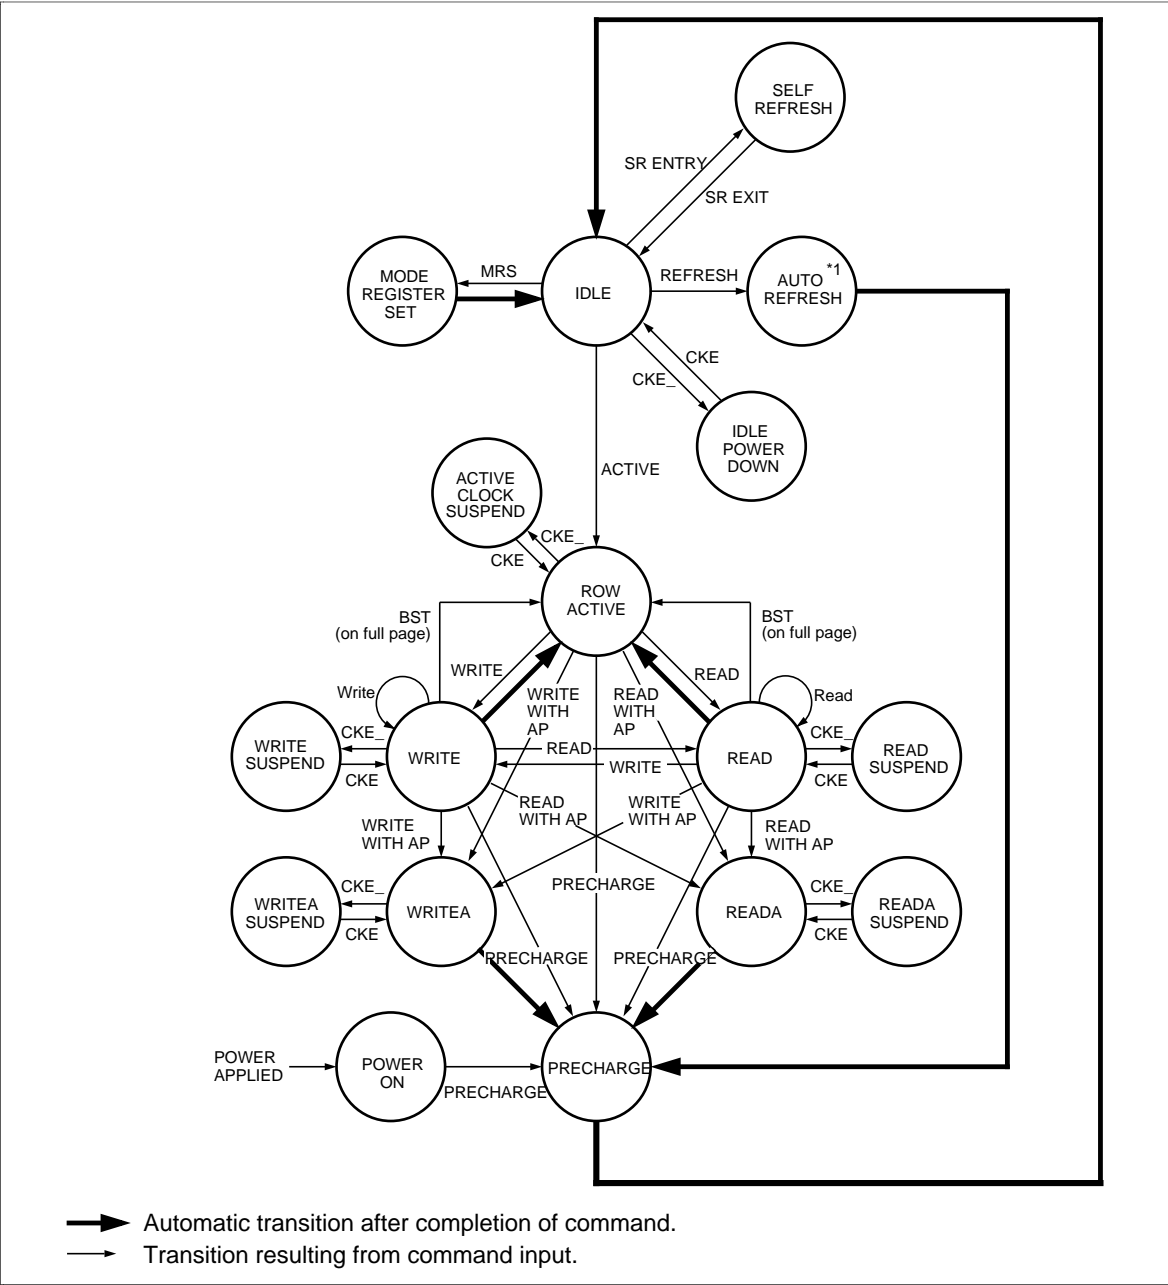 SELF
REFRESH
SR ENTRY
SR EXIT
MODE
REGISTER
SET
MRS
IDLE
REFRESH
AUTO *1
REFRESH
CKE
CKE_
IDLE
POWER
DOWN
ACTIVE
ACTIVE
CLOCK
SUSPEND
CKE_
CKE
ROW
ACTIVE
BST
(on full page)
BST
(on full page)
WRITE
READ
Write
WRITE
WITH
AP
READ
WITH
AP
Read
WRITE
SUSPEND
CKE_
CKE
WRITE
READ
WRITE
READ
CKE_
CKE
READ
SUSPEND
WRITE
WITH AP
READ
WITH AP
WRITE
WITH AP
READ
WITH AP
WRITEA
SUSPEND
CKE_
CKE
WRITEA
PRECHARGE
READA
CKE_
CKE
READA
SUSPEND
PRECHARGE
PRECHARGE
POWER
APPLIED
POWER
ON
PRECHARGE
PRECHARGE
Automatic transition after completion of command.
Transition resulting from command input.